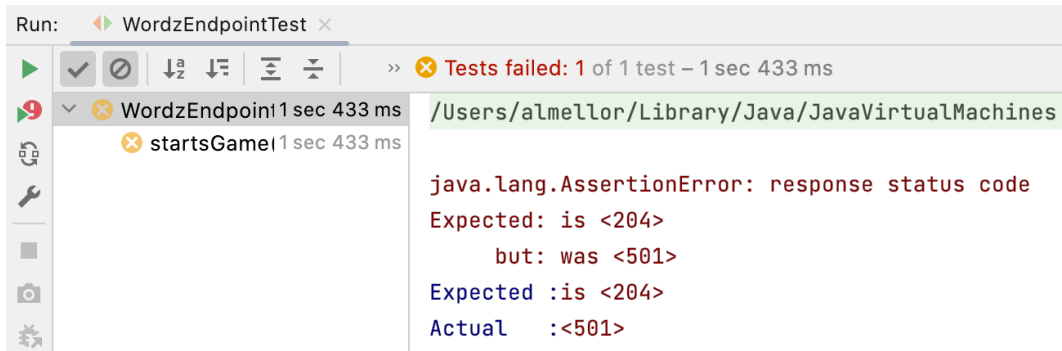 Run: WordzEndpointTest
Tests failed: 1 of 1 test – 1 sec 433 ms
WordzEndpoint 1 sec 433 ms
startsGame( 1 sec 433 ms
/Users/almellor/Library/Java/JavaVirtualMachines
java.lang.AssertionError: response status code
Expected: is <204>
but: was <501>
Expected :is <204>
Actual :<501>